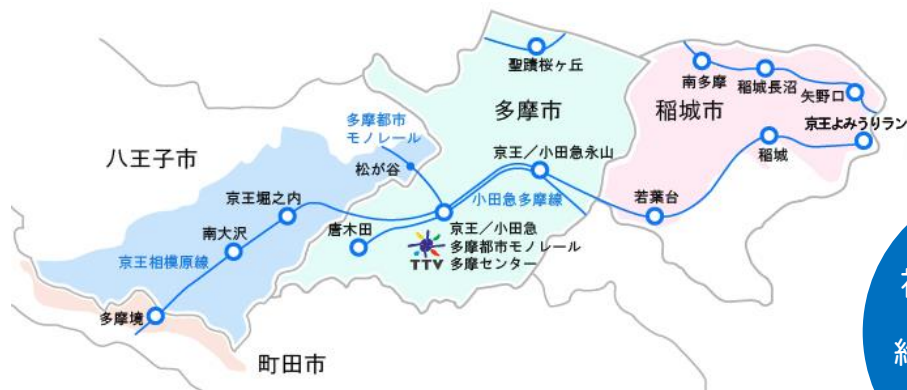 聖蹟桜ヶ丘
南多摩
稲城長沼
矢野口
多摩市
稲城市
京王よみうりラン
多摩都市
モノレール
八王子市
松が谷
京王／小田急永山
稲城
京王堀之内
小田急多摩線
若葉台
南大沢
唐木田
京王／小田急
多摩都市モノレール
多摩センター
TTV
京王相模原線
多摩境
町田市